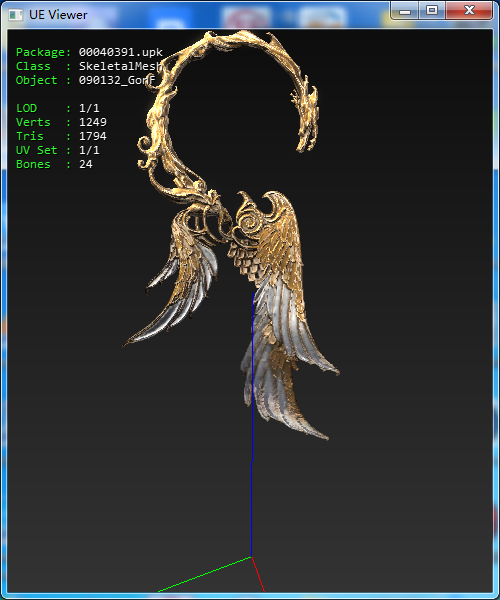 UE Viewer
Package: 00040391.upk
Class : SkeletalMesh
Object : 090132_GonF
LOD : 1/1
Verts : 1249
Tris : 1794
UV Set : 1/1
Bones : 24